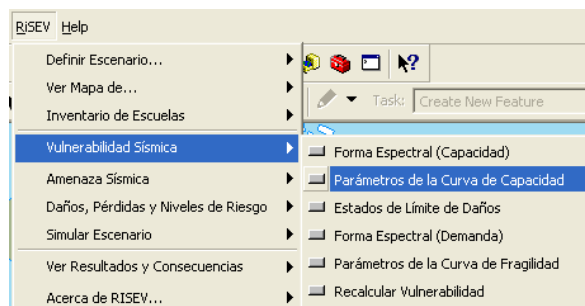 RiSEV Help
Definir Escenario...
Ver Mapa de...
Inventario de Escuelas
Task: Create New Feature
Vulnerabilidad Sísmica
Forma Espectral (Capacidad)
Amenaza Sísmica
Parámetros de la Curva de Capacidad
Daños, Pérdidas y Niveles de Riesgo
Estados de Límite de Daños
Simular Escenario
Forma Espectral (Demanda)
Ver Resultados y Consecuencias
Parámetros de la Curva de Fragilidad
Acerca de RISEV...
Recalcular Vulnerabilidad